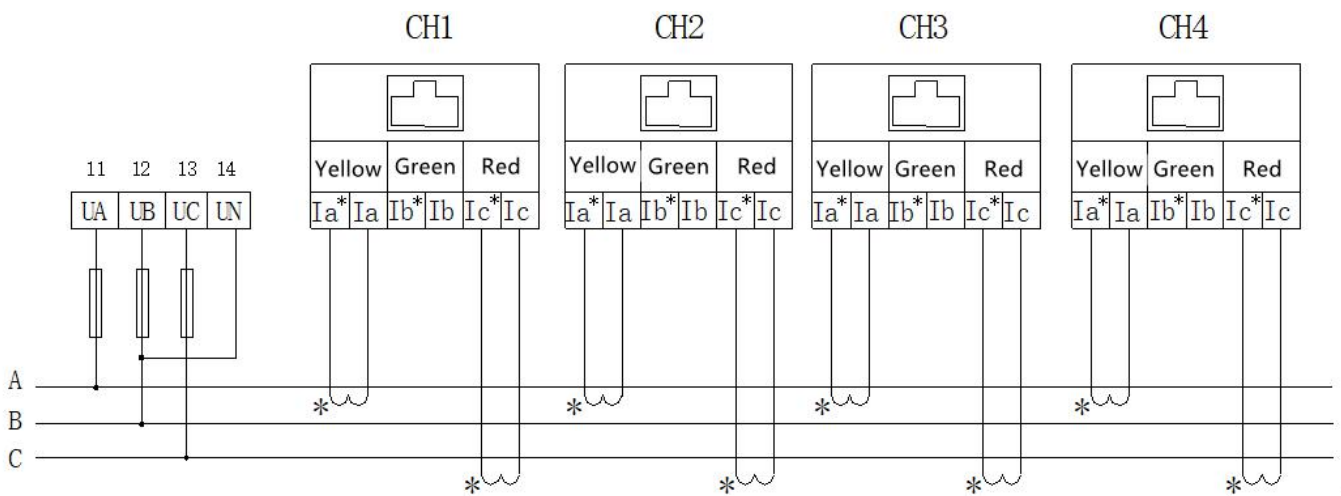 CH1 CH2 CH3 CH4
11 12 13 14
Yellow Green Red Yellow Green Red Yellow Green Red Yellow Green Red
UA UB UC UN Ia* Ia Ib* Ib Ic* Ic Ia* Ia Ib* Ib Ic* Ic Ia* Ia Ib* Ib Ic* Ic Ia* Ia Ib* Ib Ic* Ic
A
* * * *
B
C
* * * *